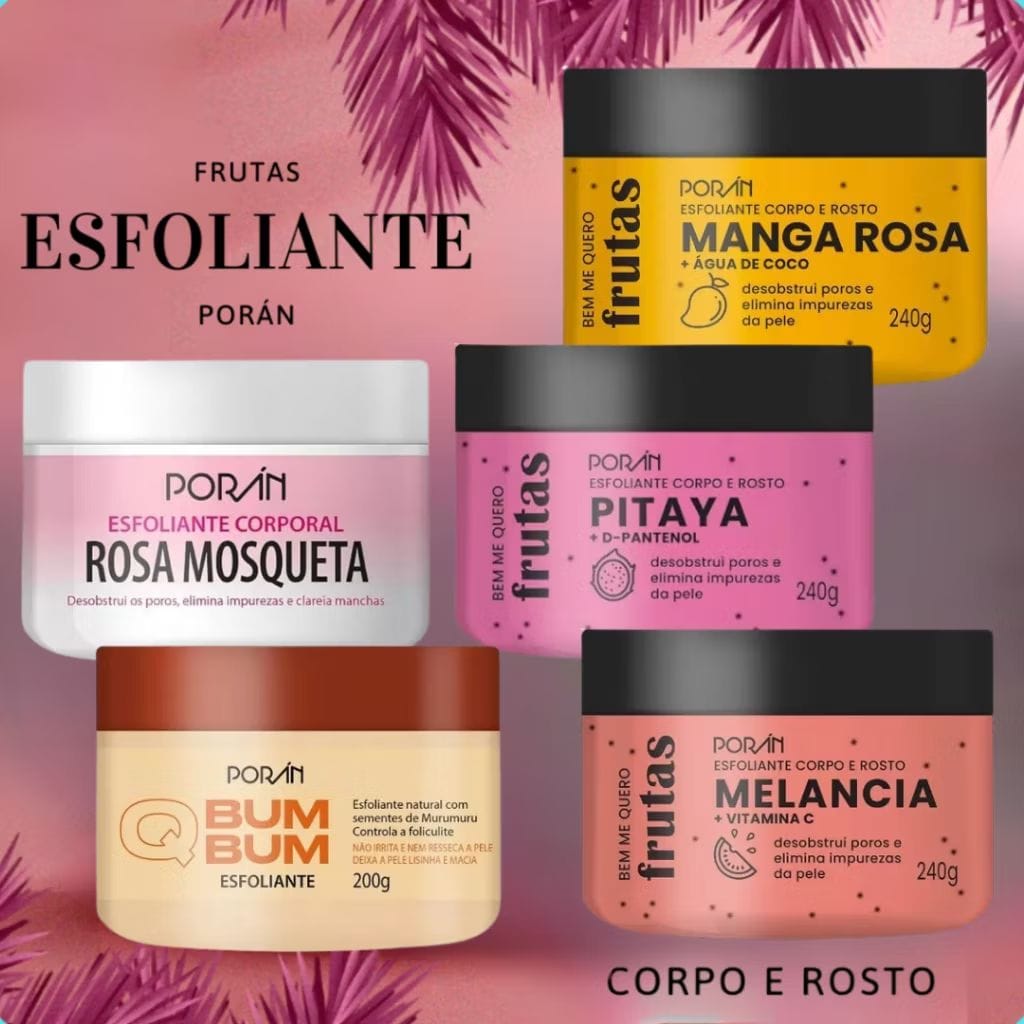 FRUTAS
ESFOLIANTE
PORÁN
BEM ME QUERO
frutas
PORÁN
ESFOLIANTE CORPO E ROSTO
MANGA ROSA
+ ÁGUA DE COCO
desobstrui poros e
elimina impurezas
da pele
240g
PORÁN
ESFOLIANTE CORPORAL
ROSA MOSQUETA
Desobstrui os poros, elimina impurezas e clareia manchas
BEM ME QUERO
frutas
PORÁN
ESFOLIANTE CORPO E ROSTO
PITAYA
+ D-PANTENOL
desobstrui poros e
elimina impurezas
da pele
240g
PORÁN
Q BUM
BUM
ESFOLIANTE
Esfoliante natural com
sementes de Murumuru
Controla a foliculite
NÃO IRRITA E NEM RESSECA A PELE
DEIXA A PELE LISINHA E MACIA
200g
BEM ME QUERO
frutas
PORÁN
ESFOLIANTE CORPO E ROSTO
MELANCIA
+ VITAMINA C
desobstrui poros e
elimina impurezas
da pele
240g
CORPO E ROSTO